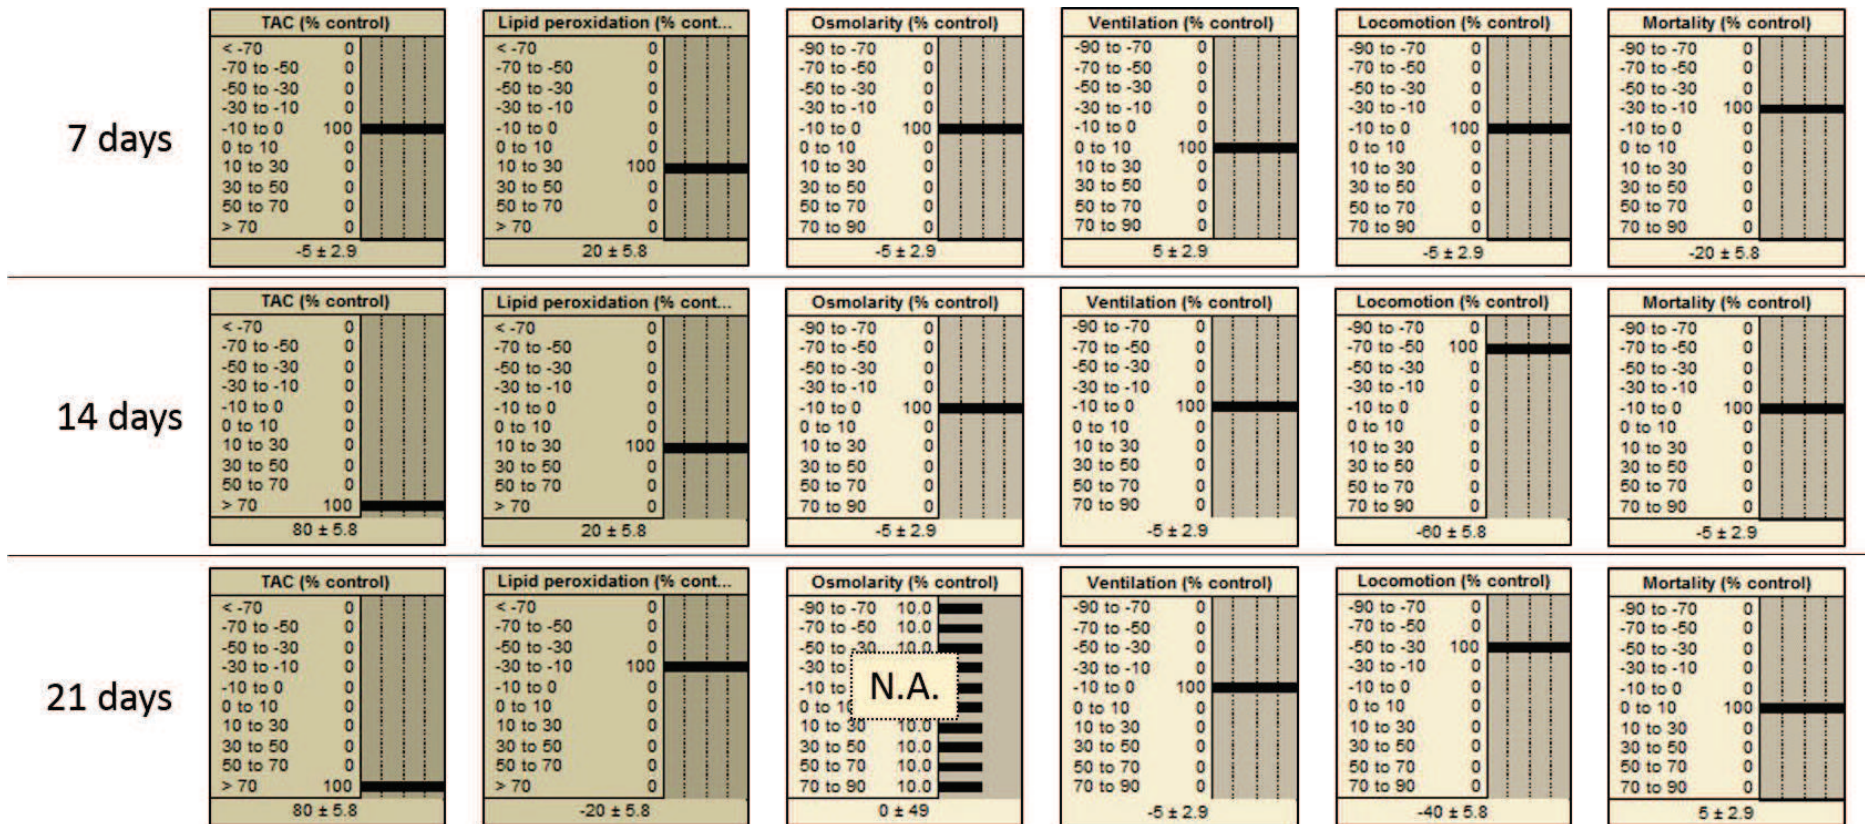 7 days
TAC (% control)
< -70 0
-70 to -50 0
-50 to -30 0
-30 to -10 0
-10 to 0 100
0 to 10 0
10 to 30 0
30 to 50 0
50 to 70 0
> 70 0
-5 ± 2.9
Lipid peroxidation (% cont...
< -70 0
-70 to -50 0
-50 to -30 0
-30 to -10 0
-10 to 0 0
0 to 10 0
10 to 30 100
30 to 50 0
50 to 70 0
> 70 0
20 ± 5.8
Osmolarity (% control)
-90 to -70 0
-70 to -50 0
-50 to -30 0
-30 to -10 0
-10 to 0 100
0 to 10 0
10 to 30 0
30 to 50 0
50 to 70 0
70 to 90 0
-5 ± 2.9
Ventilation (% control)
-90 to -70 0
-70 to -50 0
-50 to -30 0
-30 to -10 0
-10 to 0 0
0 to 10 100
10 to 30 0
30 to 50 0
50 to 70 0
70 to 90 0
5 ± 2.9
Locomotion (% control)
-90 to -70 0
-70 to -50 0
-50 to -30 0
-30 to -10 0
-10 to 0 100
0 to 10 0
10 to 30 0
30 to 50 0
50 to 70 0
70 to 90 0
-5 ± 2.9
Mortality (% control)
-90 to -70 0
-70 to -50 0
-50 to -30 0
-30 to -10 100
-10 to 0 0
0 to 10 0
10 to 30 0
30 to 50 0
50 to 70 0
70 to 90 0
-20 ± 5.8
14 days
TAC (% control)
< -70 0
-70 to -50 0
-50 to -30 0
-30 to -10 0
-10 to 0 0
0 to 10 0
10 to 30 0
30 to 50 0
50 to 70 0
> 70 100
80 ± 5.8
Lipid peroxidation (% cont...
< -70 0
-70 to -50 0
-50 to -30 0
-30 to -10 0
-10 to 0 0
0 to 10 0
10 to 30 100
30 to 50 0
50 to 70 0
> 70 0
20 ± 5.8
Osmolarity (% control)
-90 to -70 0
-70 to -50 0
-50 to -30 0
-30 to -10 0
-10 to 0 100
0 to 10 0
10 to 30 0
30 to 50 0
50 to 70 0
70 to 90 0
-5 ± 2.9
Ventilation (% control)
-90 to -70 0
-70 to -50 0
-50 to -30 0
-30 to -10 0
-10 to 0 100
0 to 10 0
10 to 30 0
30 to 50 0
50 to 70 0
70 to 90 0
-5 ± 2.9
Locomotion (% control)
-90 to -70 0
-70 to -50 100
-50 to -30 0
-30 to -10 0
-10 to 0 0
0 to 10 0
10 to 30 0
30 to 50 0
50 to 70 0
70 to 90 0
-60 ± 5.8
Mortality (% control)
-90 to -70 0
-70 to -50 0
-50 to -30 0
-30 to -10 0
-10 to 0 100
0 to 10 0
10 to 30 0
30 to 50 0
50 to 70 0
70 to 90 0
-5 ± 2.9
21 days
TAC (% control)
< -70 0
-70 to -50 0
-50 to -30 0
-30 to -10 0
-10 to 0 0
0 to 10 0
10 to 30 0
30 to 50 0
50 to 70 0
> 70 100
80 ± 5.8
Lipid peroxidation (% cont...
< -70 0
-70 to -50 0
-50 to -30 0
-30 to -10 100
-10 to 0 0
0 to 10 0
10 to 30 0
30 to 50 0
50 to 70 0
> 70 0
-20 ± 5.8
Osmolarity (% control)
-90 to -70 10.0
-70 to -50 10.0
-50 to -30 10.0
-30 to
-10 to
0 to
N.A.
10 to 30 10.0
30 to 50 10.0
50 to 70 10.0
70 to 90 10.0
0 ± 49
Ventilation (% control)
-90 to -70 0
-70 to -50 0
-50 to -30 0
-30 to -10 0
-10 to 0 100
0 to 10 0
10 to 30 0
30 to 50 0
50 to 70 0
70 to 90 0
-5 ± 2.9
Locomotion (% control)
-90 to -70 0
-70 to -50 0
-50 to -30 100
-30 to -10 0
-10 to 0 0
0 to 10 0
10 to 30 0
30 to 50 0
50 to 70 0
70 to 90 0
-40 ± 5.8
Mortality (% control)
-90 to -70 0
-70 to -50 0
-50 to -30 0
-30 to -10 0
-10 to 0 0
0 to 10 100
10 to 30 0
30 to 50 0
50 to 70 0
70 to 90 0
5 ± 2.9